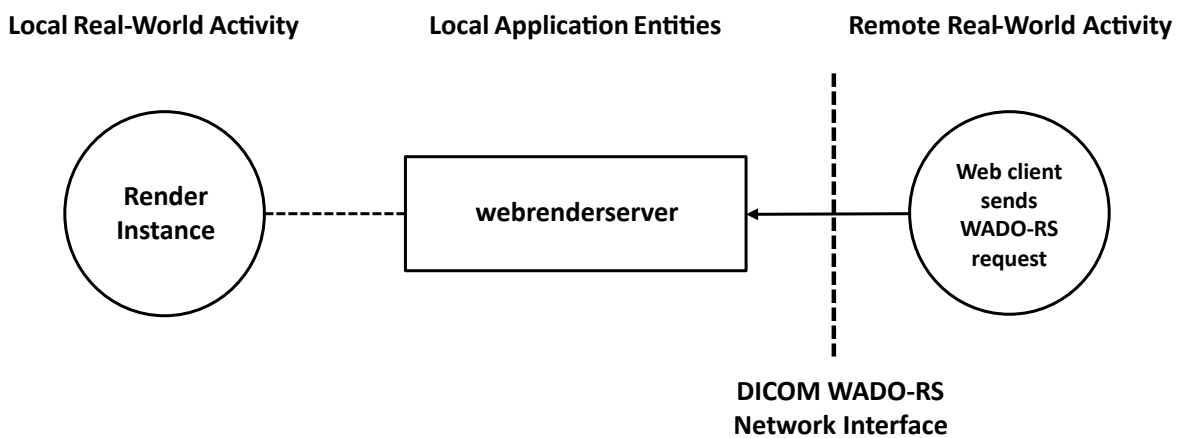 Local Real-World Activity
Local Application Entities
Remote Real-World Activity
Render
Instance
webrenderserver
Web client
sends
WADO-RS
request
DICOM WADO-RS
Network Interface